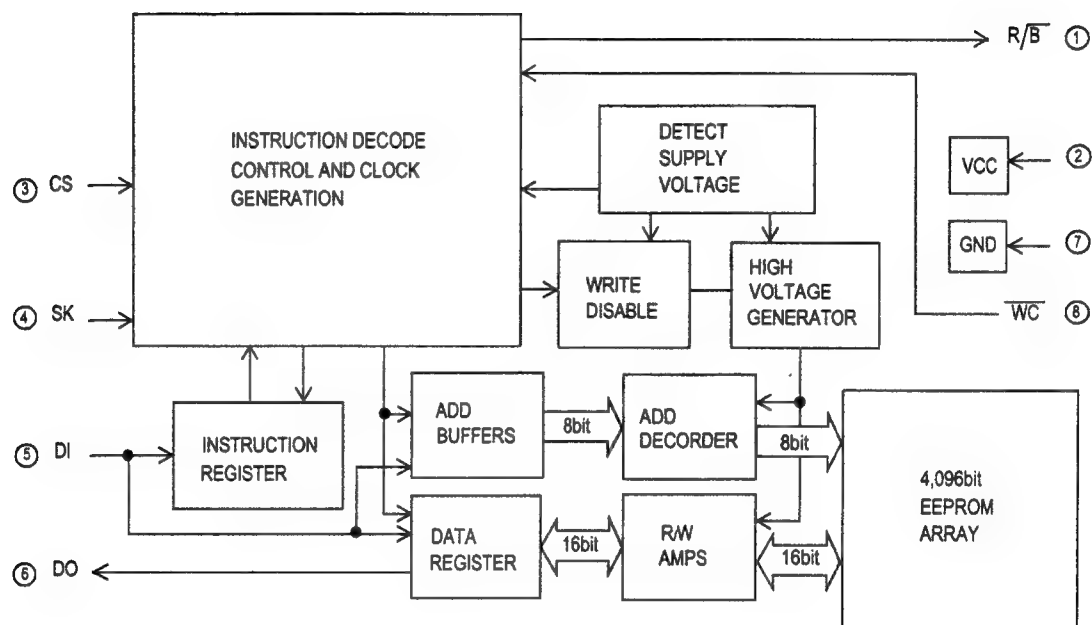 R/B ①
INSTRUCTION DECODE
CONTROL AND CLOCK
GENERATION
DETECT
SUPPLY
VOLTAGE
VCC ②
③ CS
GND ⑦
WRITE
DISABLE
HIGH
VOLTAGE
GENERATOR
④ SK
WC ⑧
ADD
BUFFERS
8bit
ADD
DECORDER
8bit
⑤ DI
INSTRUCTION
REGISTER
4,096bit
EEPROM
ARRAY
DATA
REGISTER
16bit
R/W
AMPS
16bit
⑥ DO